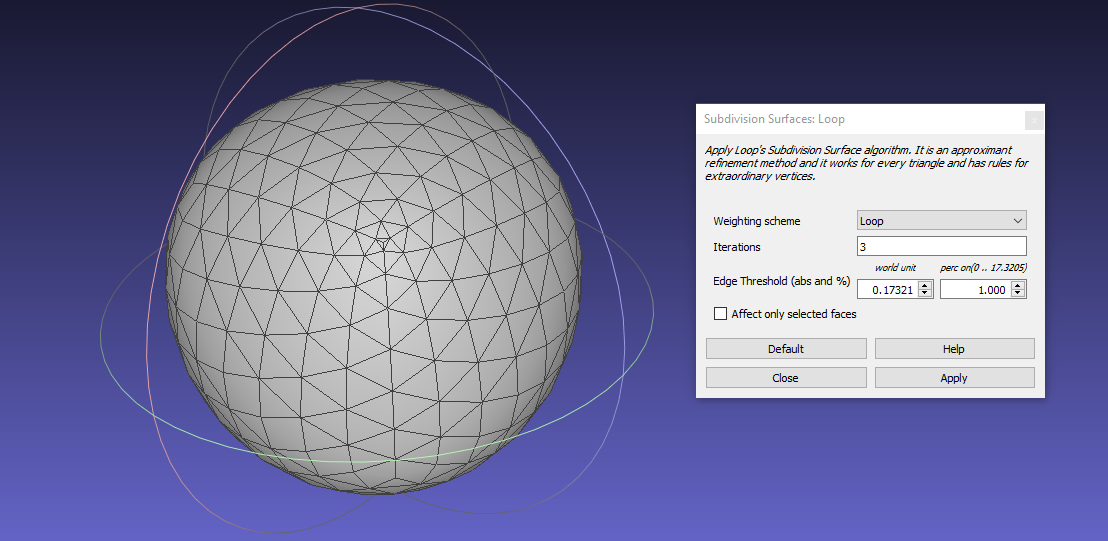 Subdivision Surfaces: Loop
Apply Loop's Subdivision Surface algorithm. It is an approximant
refinement method and it works for every triangle and has rules for
extraordinary vertices.
Weighting scheme Loop
Iterations 3
world unit perc on(0 .. 17.3205)
Edge Threshold (abs and %) 0.17321 1.000
Affect only selected faces
Default Help
Close Apply